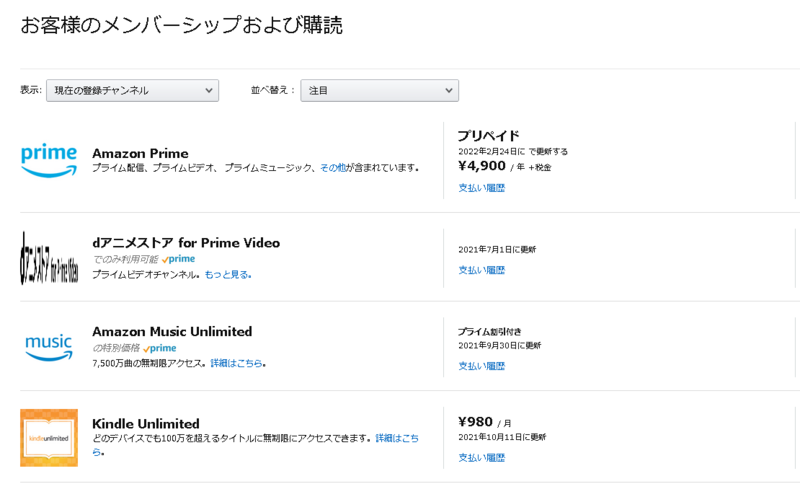 お客様のメンバーシップおよび購読
表示: 現在の登録チャンネル 並べ替え： 注目
prime
Amazon Prime
プライム配信、プライムビデオ、 プライムミュージック、その他が含まれています。
プリペイド
2022年2月24日に で更新する
¥4,900 / 年 +税金
支払い履歴
dアニメストア for Prime Video
dアニメストア for Prime Video
でのみ利用可能 prime
プライムビデオチャンネル。もっと見る。
2021年7月1日に更新
支払い履歴
music
Amazon Music Unlimited
の特別価格 prime
7,500万曲の無制限アクセス。詳細はこちら。
プライム割引付き
2021年9月30日に更新
支払い履歴
kindleunlimited
Kindle Unlimited
どのデバイスでも100万を超えるタイトルに無制限にアクセスできます。詳細はこち
ら。
¥980 / 月
2021年10月11日に更新
支払い履歴